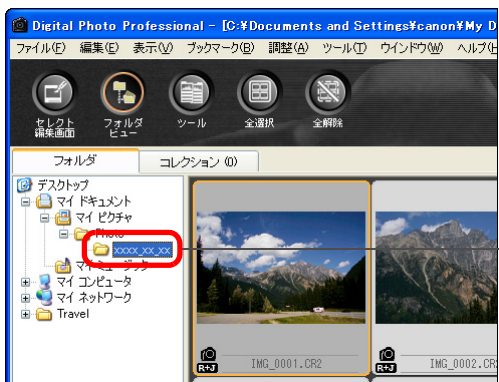 Digital Photo Professional - [C:¥Documents and Settings¥canon¥My D
ファイル(F) 編集(E) 表示(V) ブックマーク(B) 調整(A) ツール(T) ウインドウ(W) ヘルプ(H
セレクト
編集画面
フォルダ
ビュー
ツール
全選択
全解除
フォルダ
コレクション (0)
デスクトップ
マイ ドキュメント
マイ ピクチャ
Photo
xxxx_xx_xx
マイ ミュージック
マイ コンピュータ
マイ ネットワーク
Travel
R+J IMG_0001.CR2
R+J IMG_0002.CR